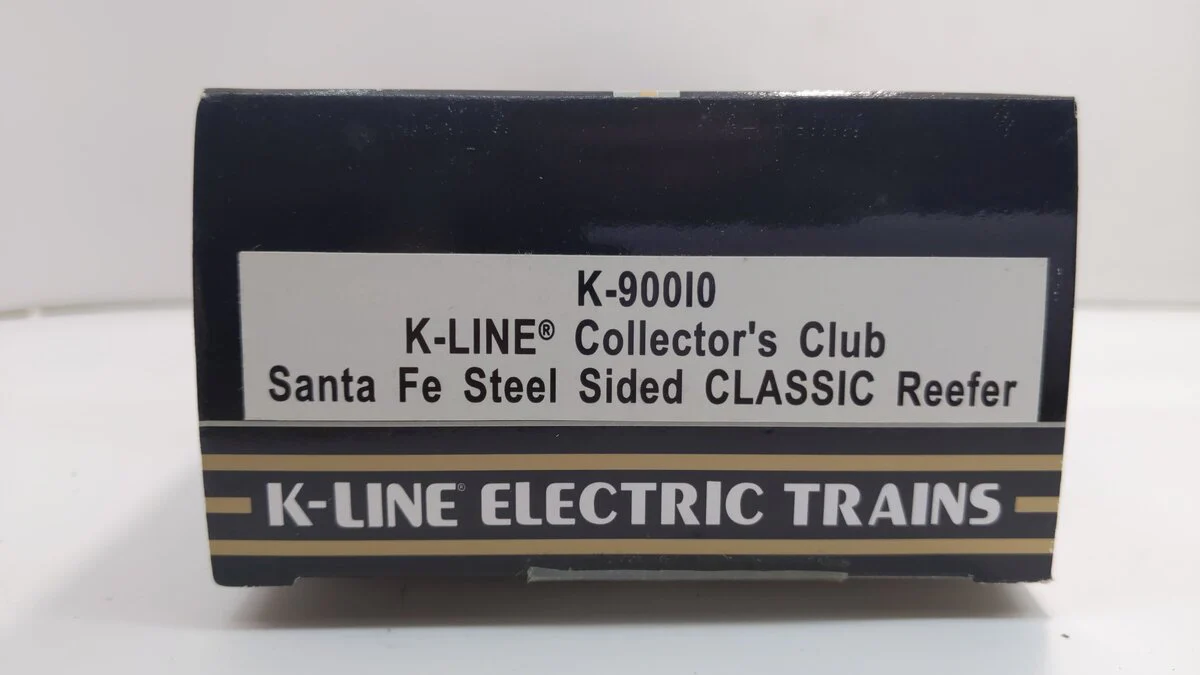 K-90010
K-LINE® Collector's Club
Santa Fe Steel Sided CLASSIC Reefer
K-LINE® ELECTRIC TRAINS